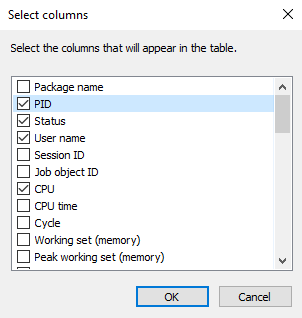 Select columns
Select the columns that will appear in the table.
Package name
PID
Status
User name
Session ID
Job object ID
CPU
CPU time
Cycle
Working set (memory)
Peak working set (memory)
OK
Cancel